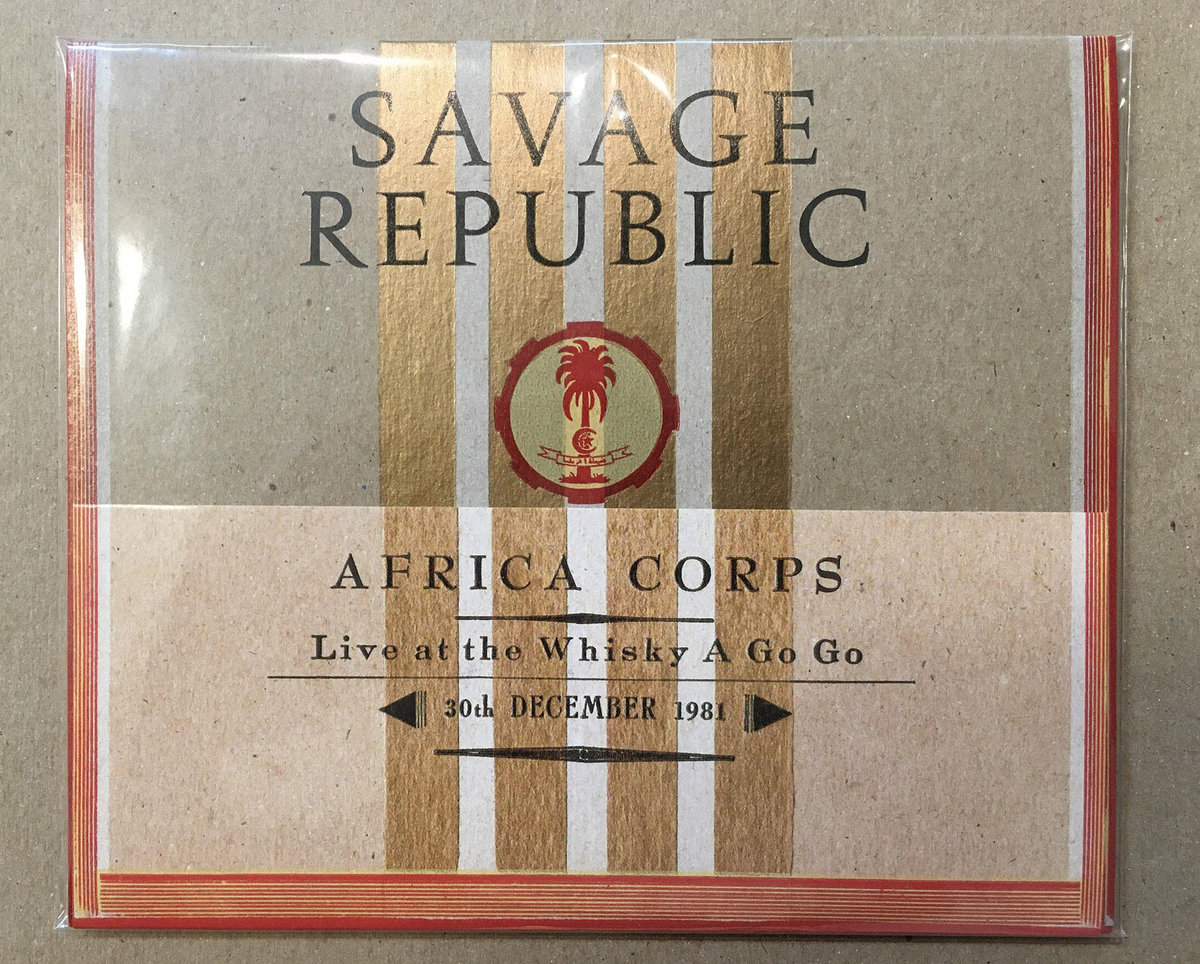 SAVAGE
REPUBLIC
AFRICA CORPS
Live at the Whisky A Go Go
30th DECEMBER 1981